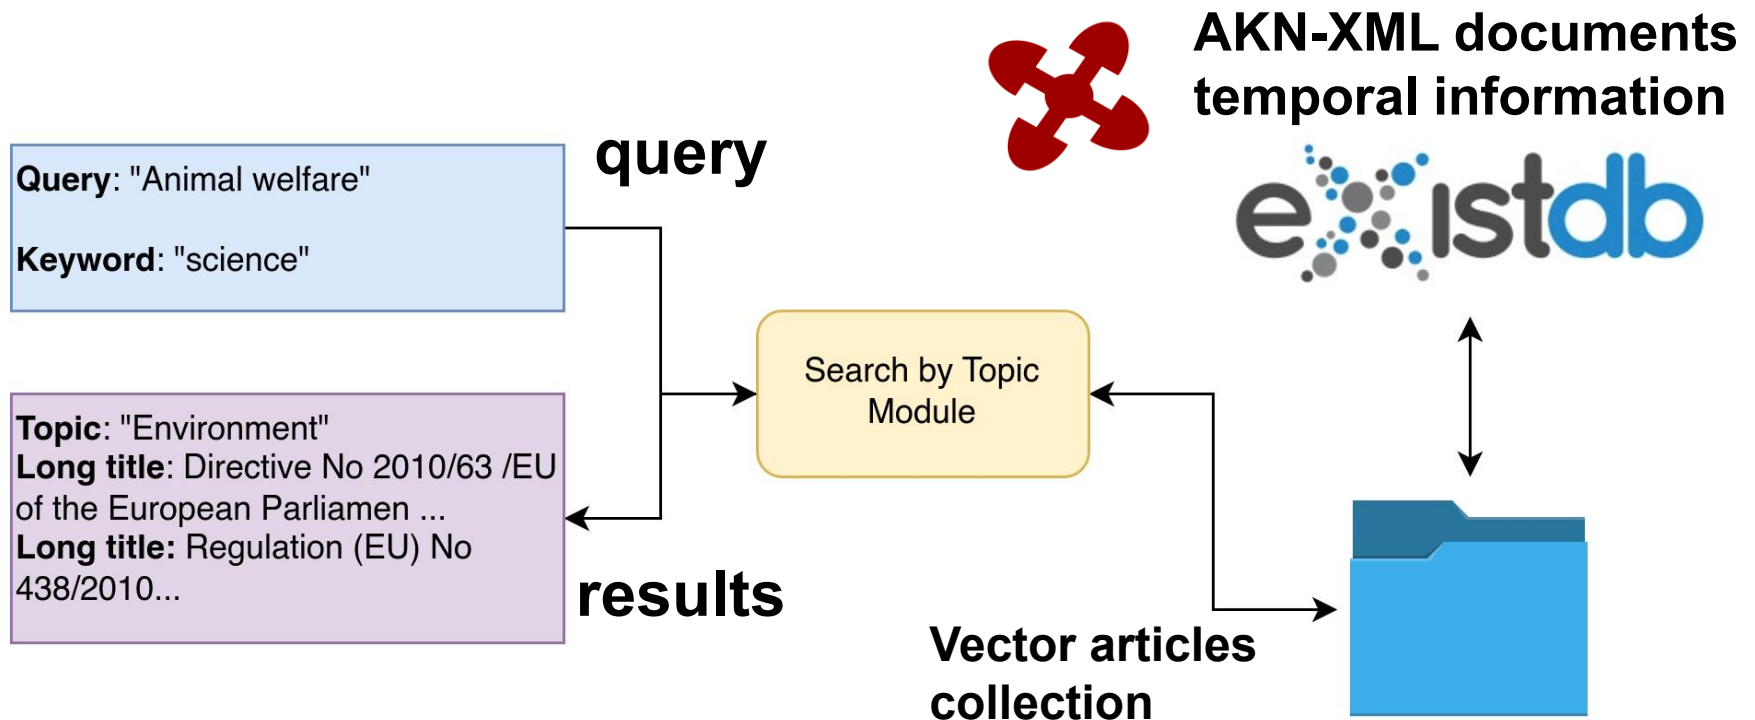 AKN-XML documents
temporal information
existdb
query
Query: "Animal welfare"
Keyword: "science"
Search by Topic
Module
Topic: "Environment"
Long title: Directive No 2010/63 /EU
of the European Parliamen ...
Long title: Regulation (EU) No
438/2010...
results
Vector articles
collection